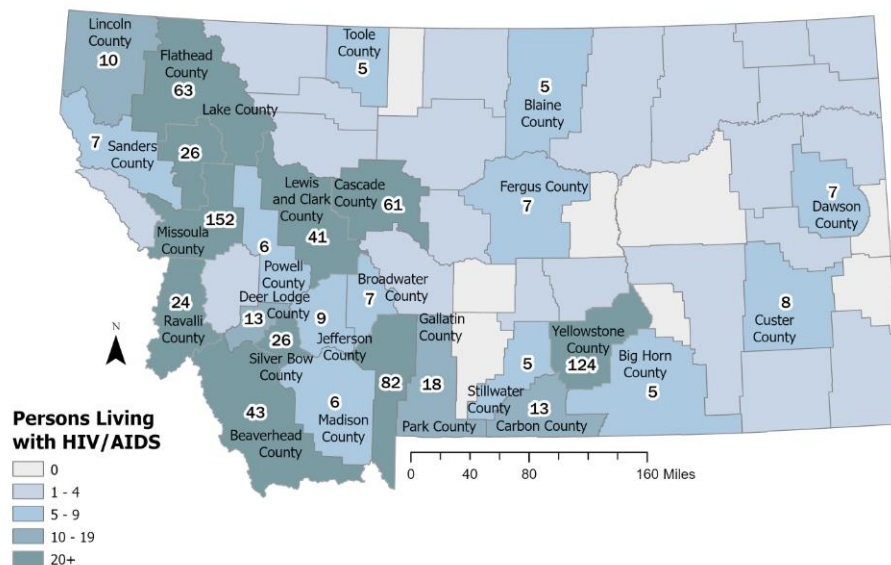 Lincoln
County
10
Flathead
County
63
Lake County
Toole
County
5
5
Blaine
County
7
Sanders
County
26
Lewis
and Clark
County
41
Cascade
County
61
Fergus County
7
7
Dawson
County
152
Missoula
County
6
Powell
County
24
Ravalli
County
Deer Lodge
County
13
9
Jefferson
County
7
Broadwater
County
26
Silver Bow
County
Gallatin
County
82
18
Yellowstone
County
124
8
Custer
County
Big Horn
County
5
5
Stillwater
County
13
Carbon County
Park County
43
Beaverhead
County
6
Madison
County
N
0 40 80 160 Miles
Persons Living
with HIV/AIDS
0
1 - 4
5 - 9
10 - 19
20+